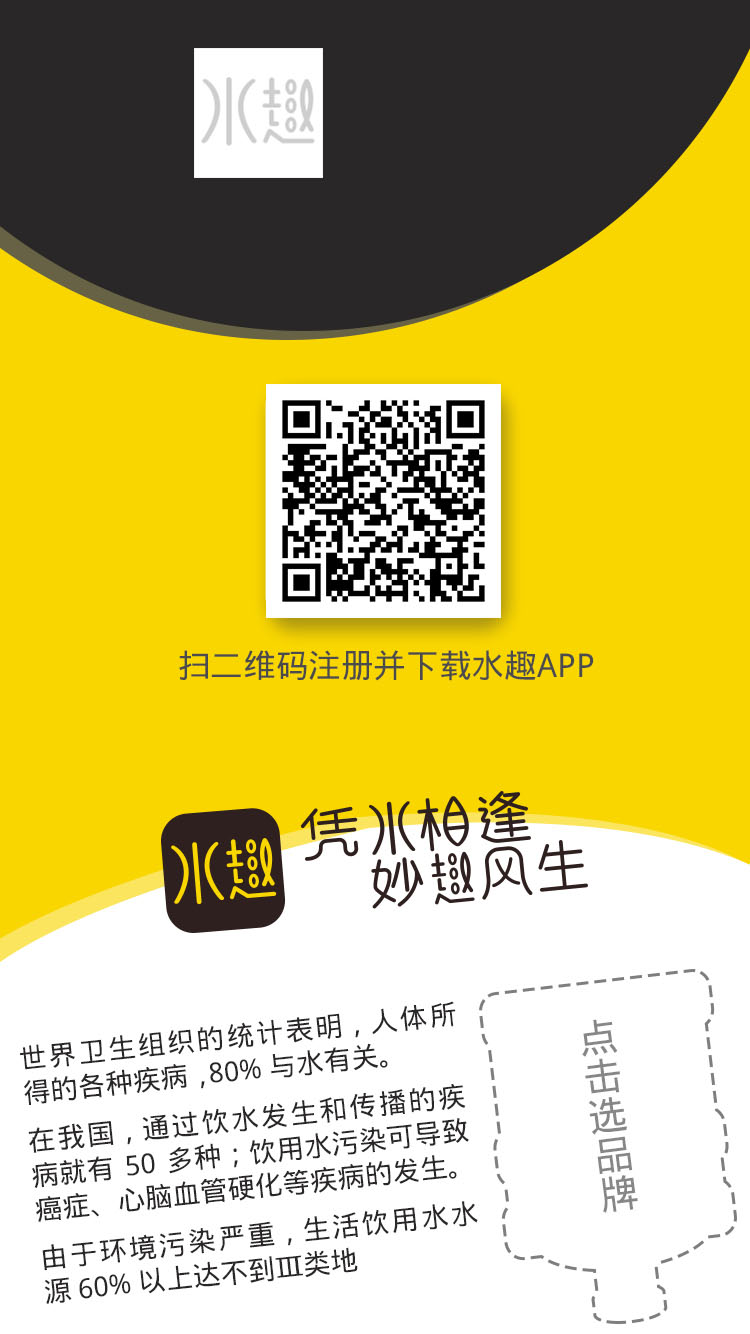 水趣
扫二维码注册并下载水趣APP
水趣
凭水相逢
妙趣风生
世界卫生组织的统计表明，人体所
得的各种疾病 ,80% 与水有关。
在我国，通过饮水发生和传播的疾
病就有 50 多种；饮用水污染可导致
癌症、心脑血管硬化等疾病的发生。
由于环境污染严重，生活饮用水水
源 60% 以上达不到Ⅲ类地
点击选品牌